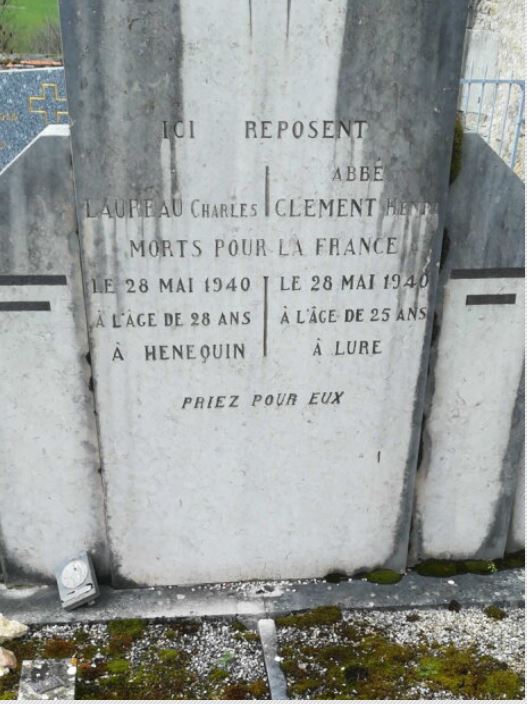 ICI REPOSENT
ABBÉ
LAUREAU CHARLES CLEMENT HENRI
MORTS POUR LA FRANCE
LE 28 MAI 1940 LE 28 MAI 1940
À L'ÂGE DE 28 ANS À L'ÂGE DE 25 ANS
À HENEQUIN À LURE
PRIEZ POUR EUX